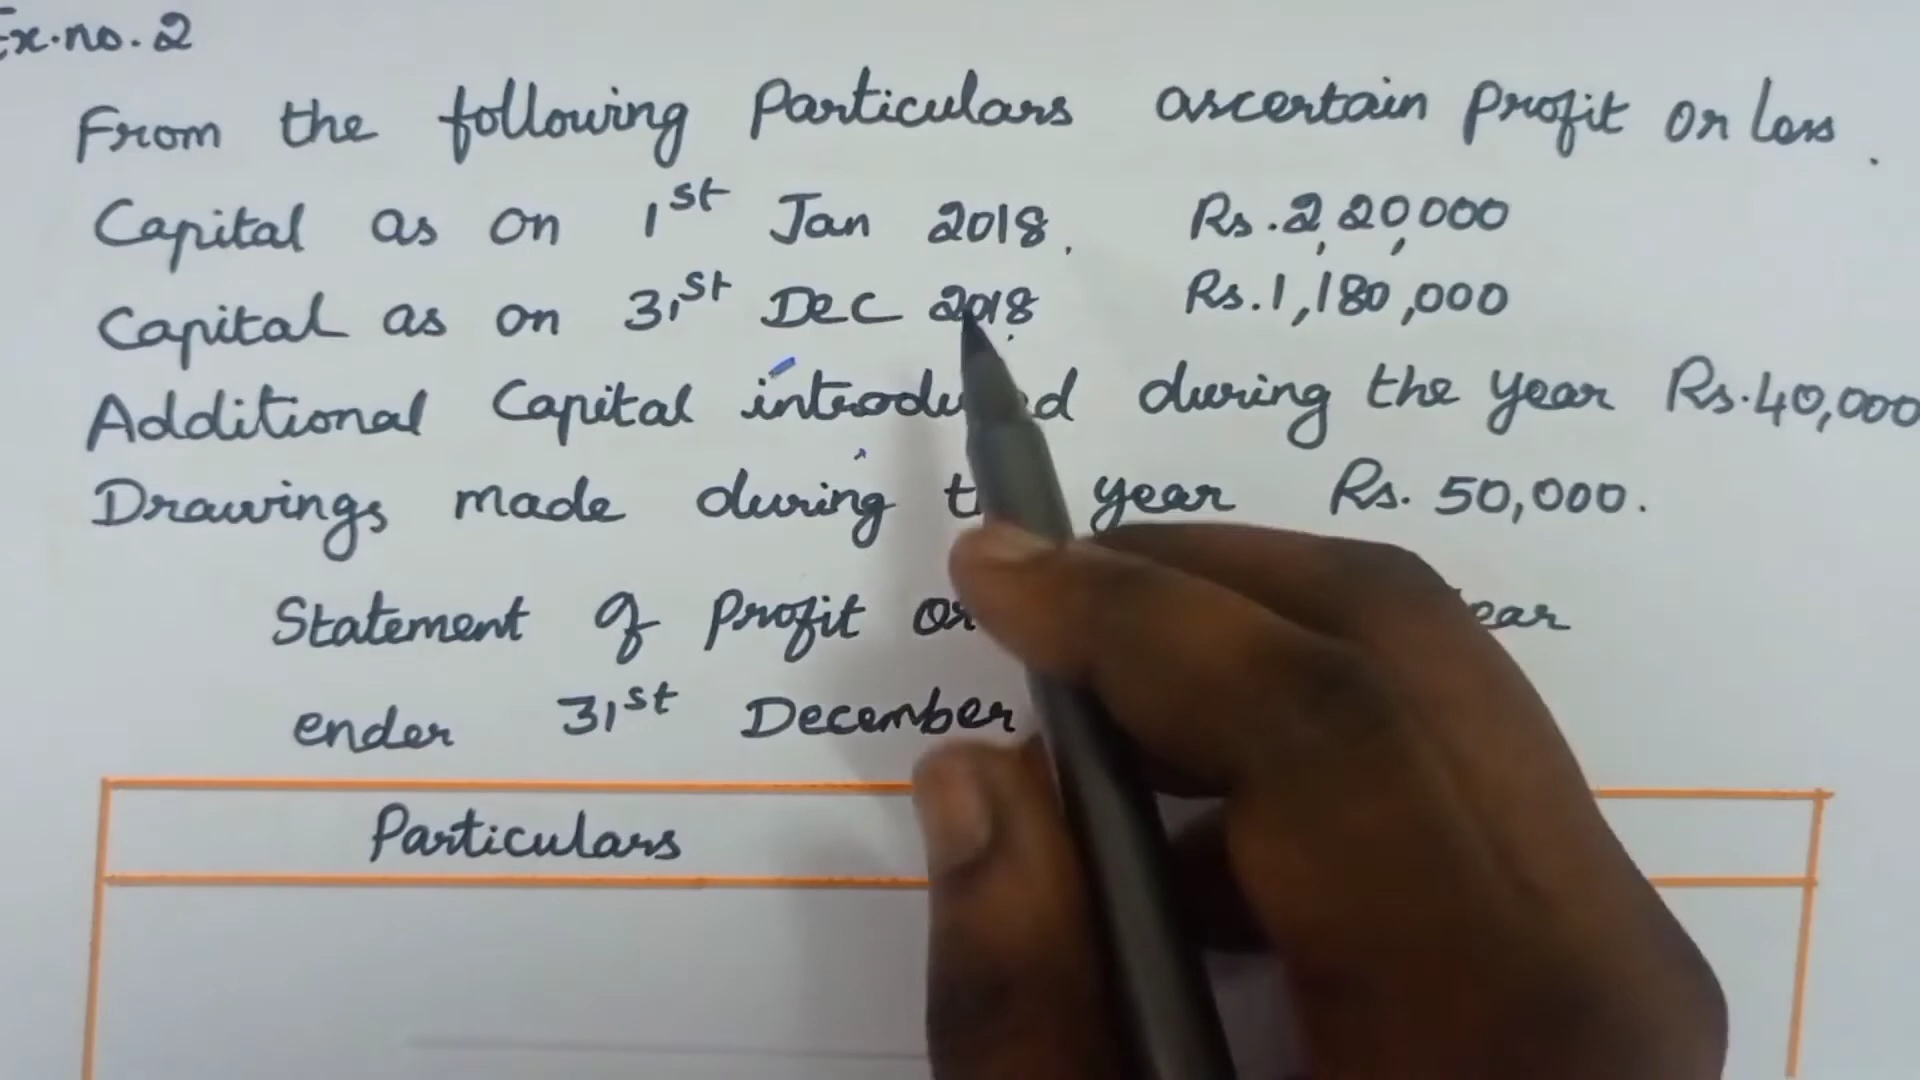 Ex.no.2
From the following Particulars ascertain Profit or Loss.
Capital as on 1st Jan 2018. Rs.2,20,000
Capital as on 31st Dec 2018 Rs.1,180,000
Additional Capital introduced during the year Rs.40,000
Drawings made during year Rs. 50,000.
Statement of Profit or
ender 31st December
Particulars